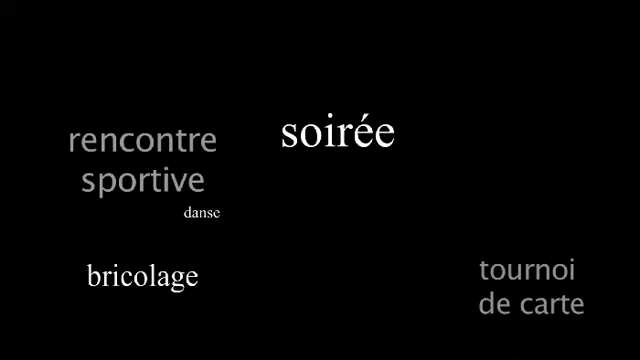 soirée
rencontre
sportive
danse
bricolage
tournoi
de carte